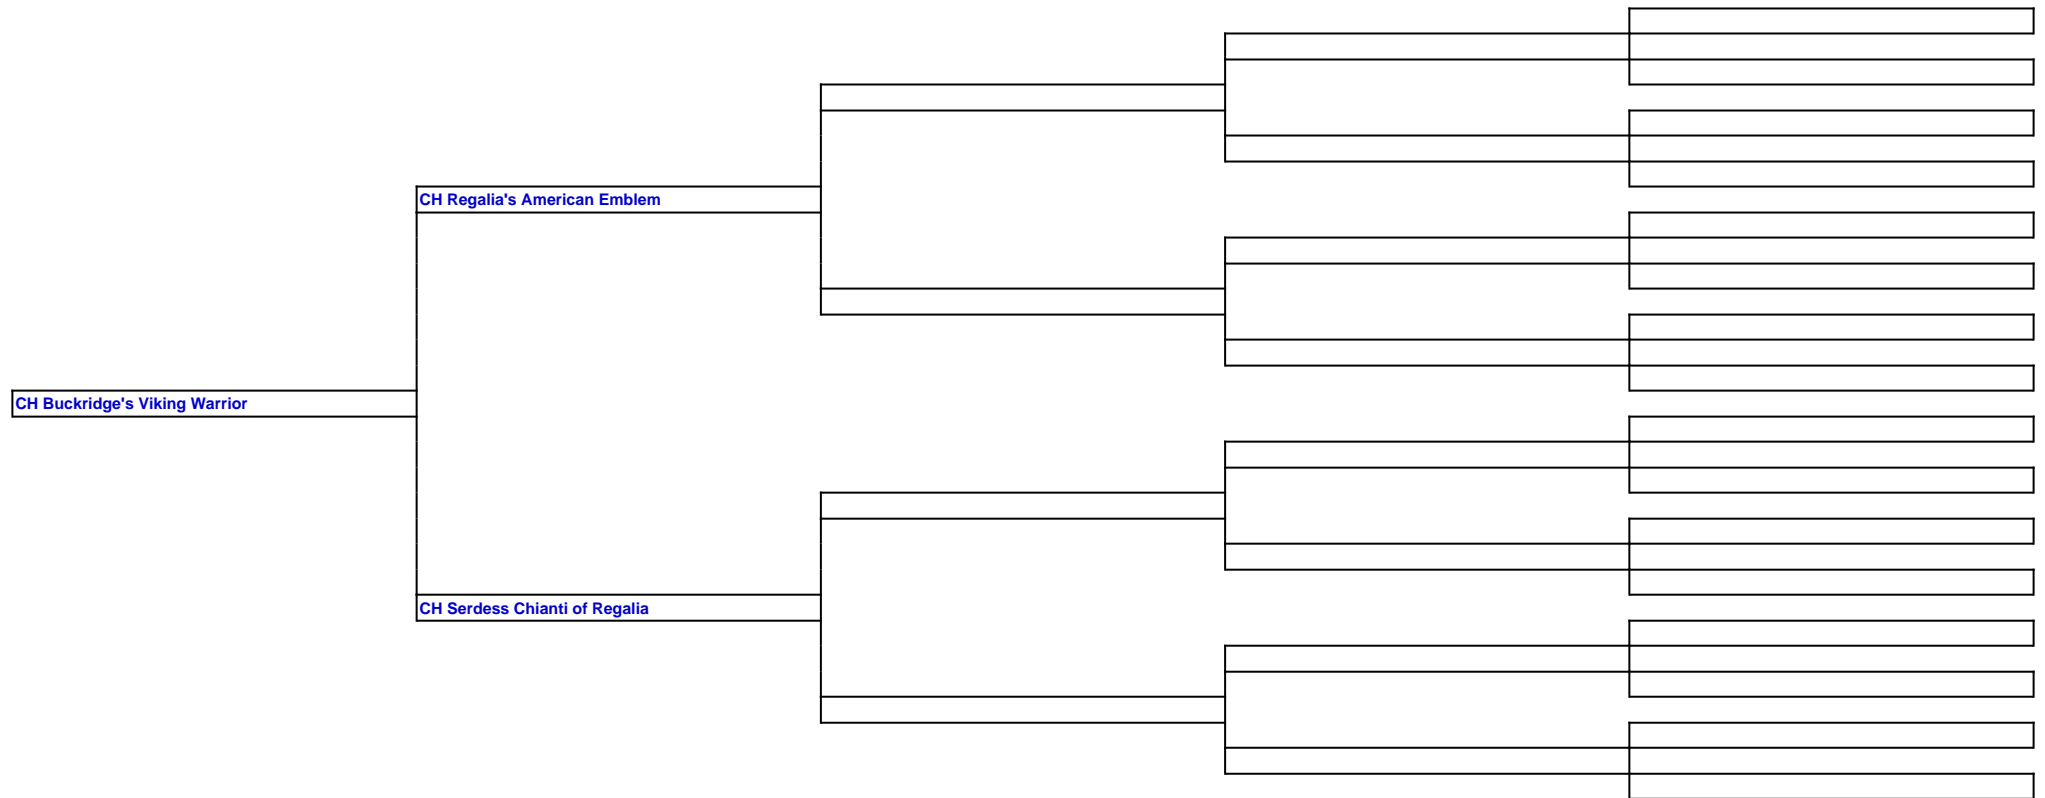 CH Regalia's American Emblem
CH Buckridge's Viking Warrior
CH Serdess Chianti of Regalia